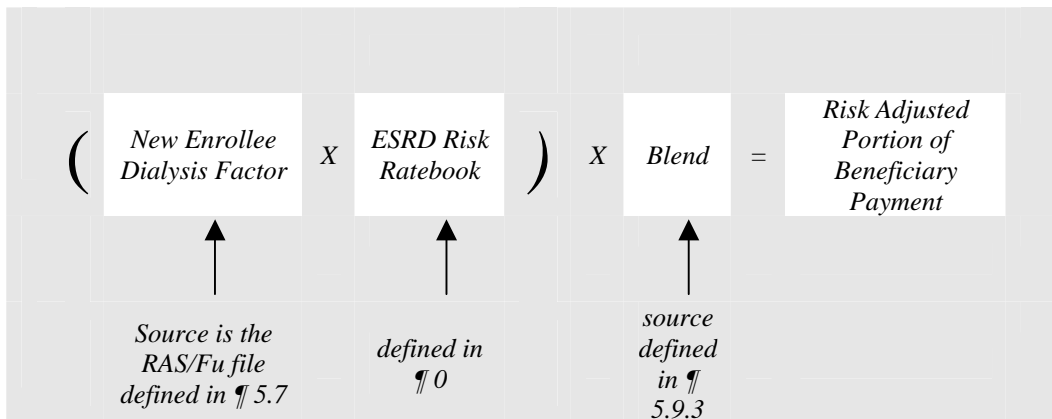 ( New Enrollee Dialysis Factor X ESRD Risk Ratebook ) X Blend = Risk Adjusted Portion of Beneficiary Payment
Source is the
RAS/Fu file
defined in ¶ 5.7
defined in
¶ 0
source
defined
in ¶
5.9.3